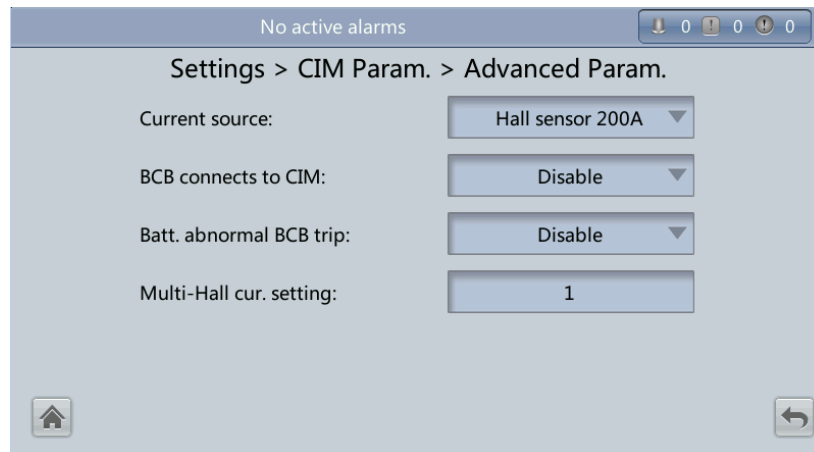 No active alarms 0 0 0
Settings > CIM Param. > Advanced Param.
Current source: Hall sensor 200A
BCB connects to CIM: Disable
Batt. abnormal BCB trip: Disable
Multi-Hall cur. setting: 1